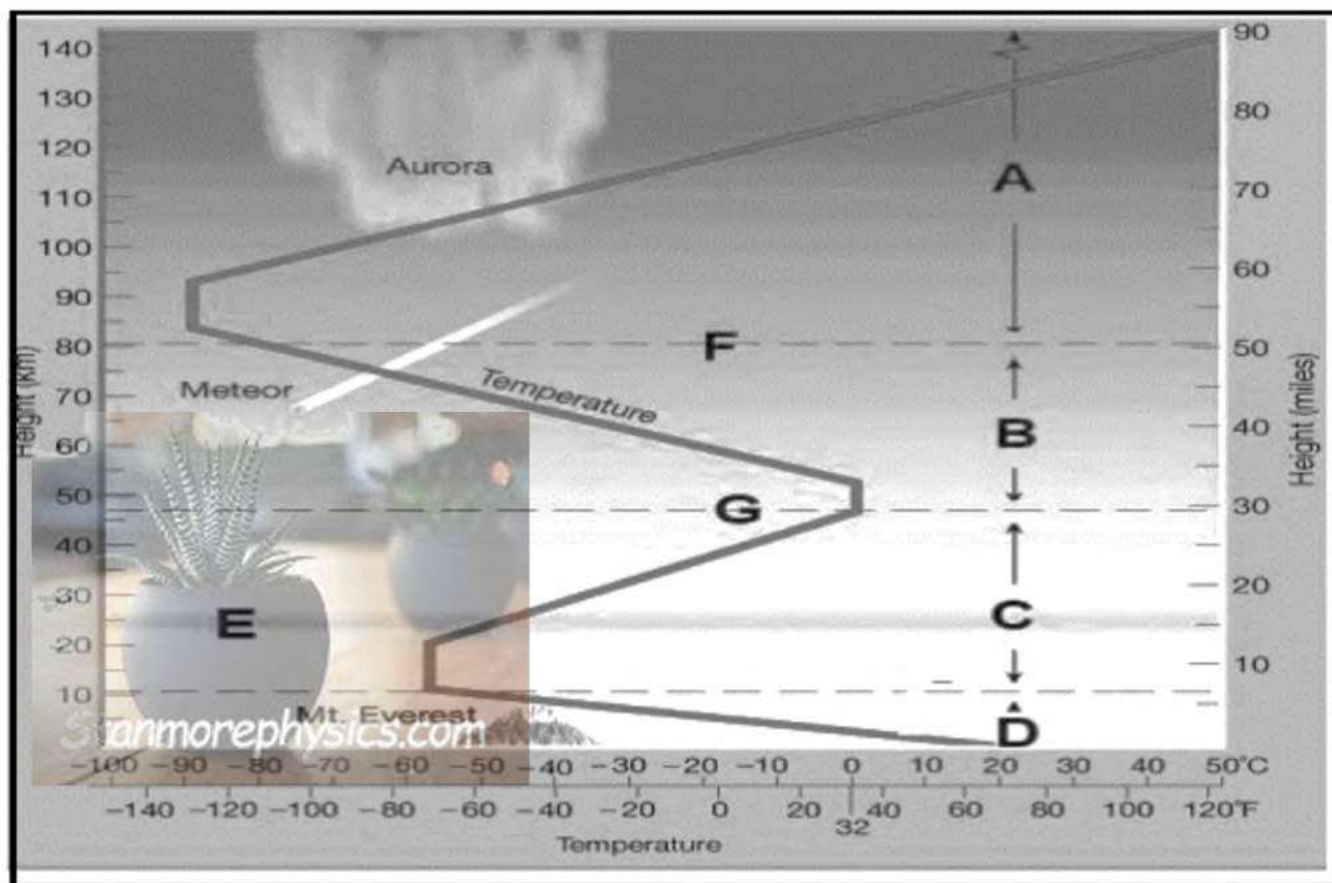 140
130
120
110
100
90
80
70
60
50
40
30
20
10
Height (km)
90
80
70
60
50
40
30
20
10
Height (miles)
Aurora
A
F
Meteor
Temperature
B
G
C
E
Mt. Everest
D
Stanmorephysics.com
-100 -90 -80 -70 -60 -50 -40 -30 -20 -10 0 10 20 30 40 50°C
-140 -120 -100 -80 -60 -40 -20 0 20 40 60 80 100 120°F
32
Temperature